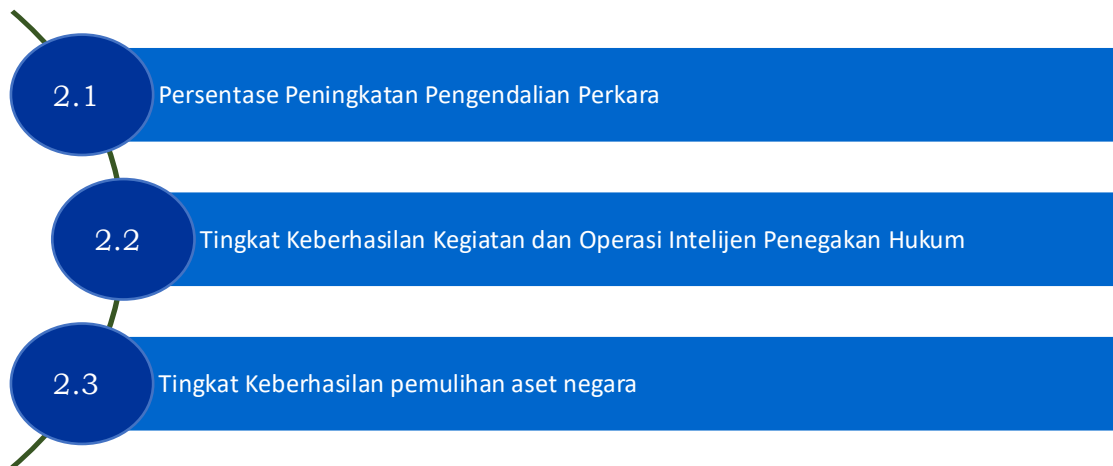 2.1
Persentase Peningkatan Pengendalian Perkara
2.2
Tingkat Keberhasilan Kegiatan dan Operasi Intelijen Penegakan Hukum
2.3
Tingkat Keberhasilan pemulihan aset negara